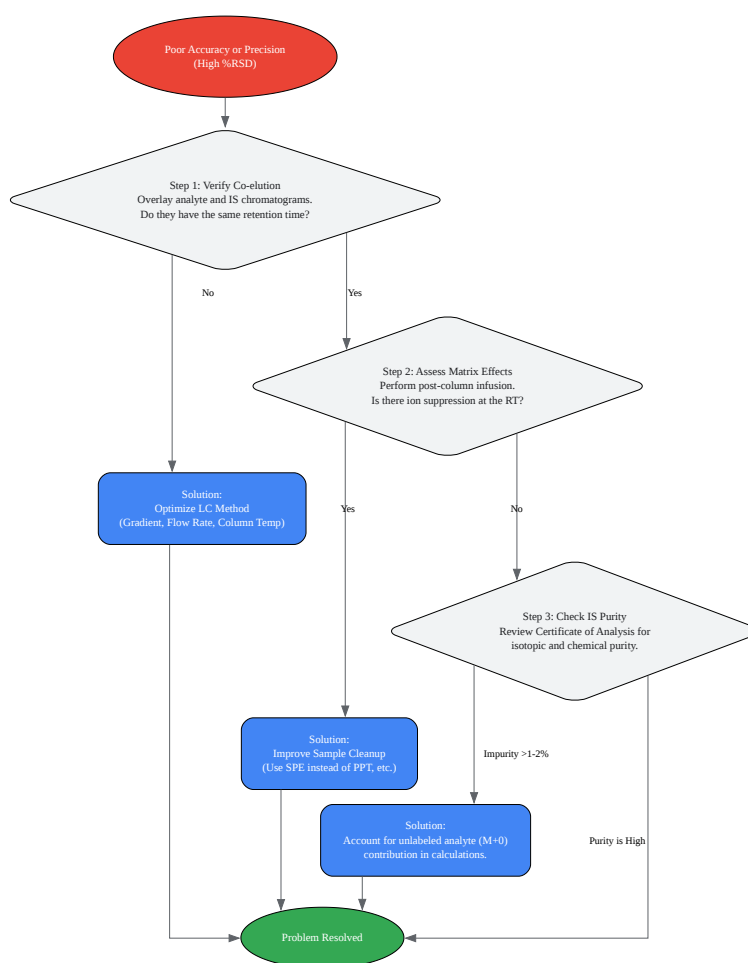 Poor Accuracy or Precision
(High %RSD)
Step 1: Verify Co-elution
Overlay analyte and IS chromatograms.
Do they have the same retention time?
No
Yes
Step 2: Assess Matrix Effects
Perform post-column infusion.
Is there ion suppression at the RT?
Solution:
Optimize LC Method
(Gradient, Flow Rate, Column Temp)
Yes
No
Step 3: Check IS Purity
Review Certificate of Analysis for
isotopic and chemical purity.
Solution:
Improve Sample Cleanup
(Use SPE instead of PPT, etc.)
Impurity >1-2%
Solution:
Account for unlabeled analyte (M+0)
contribution in calculations.
Purity is High
Problem Resolved